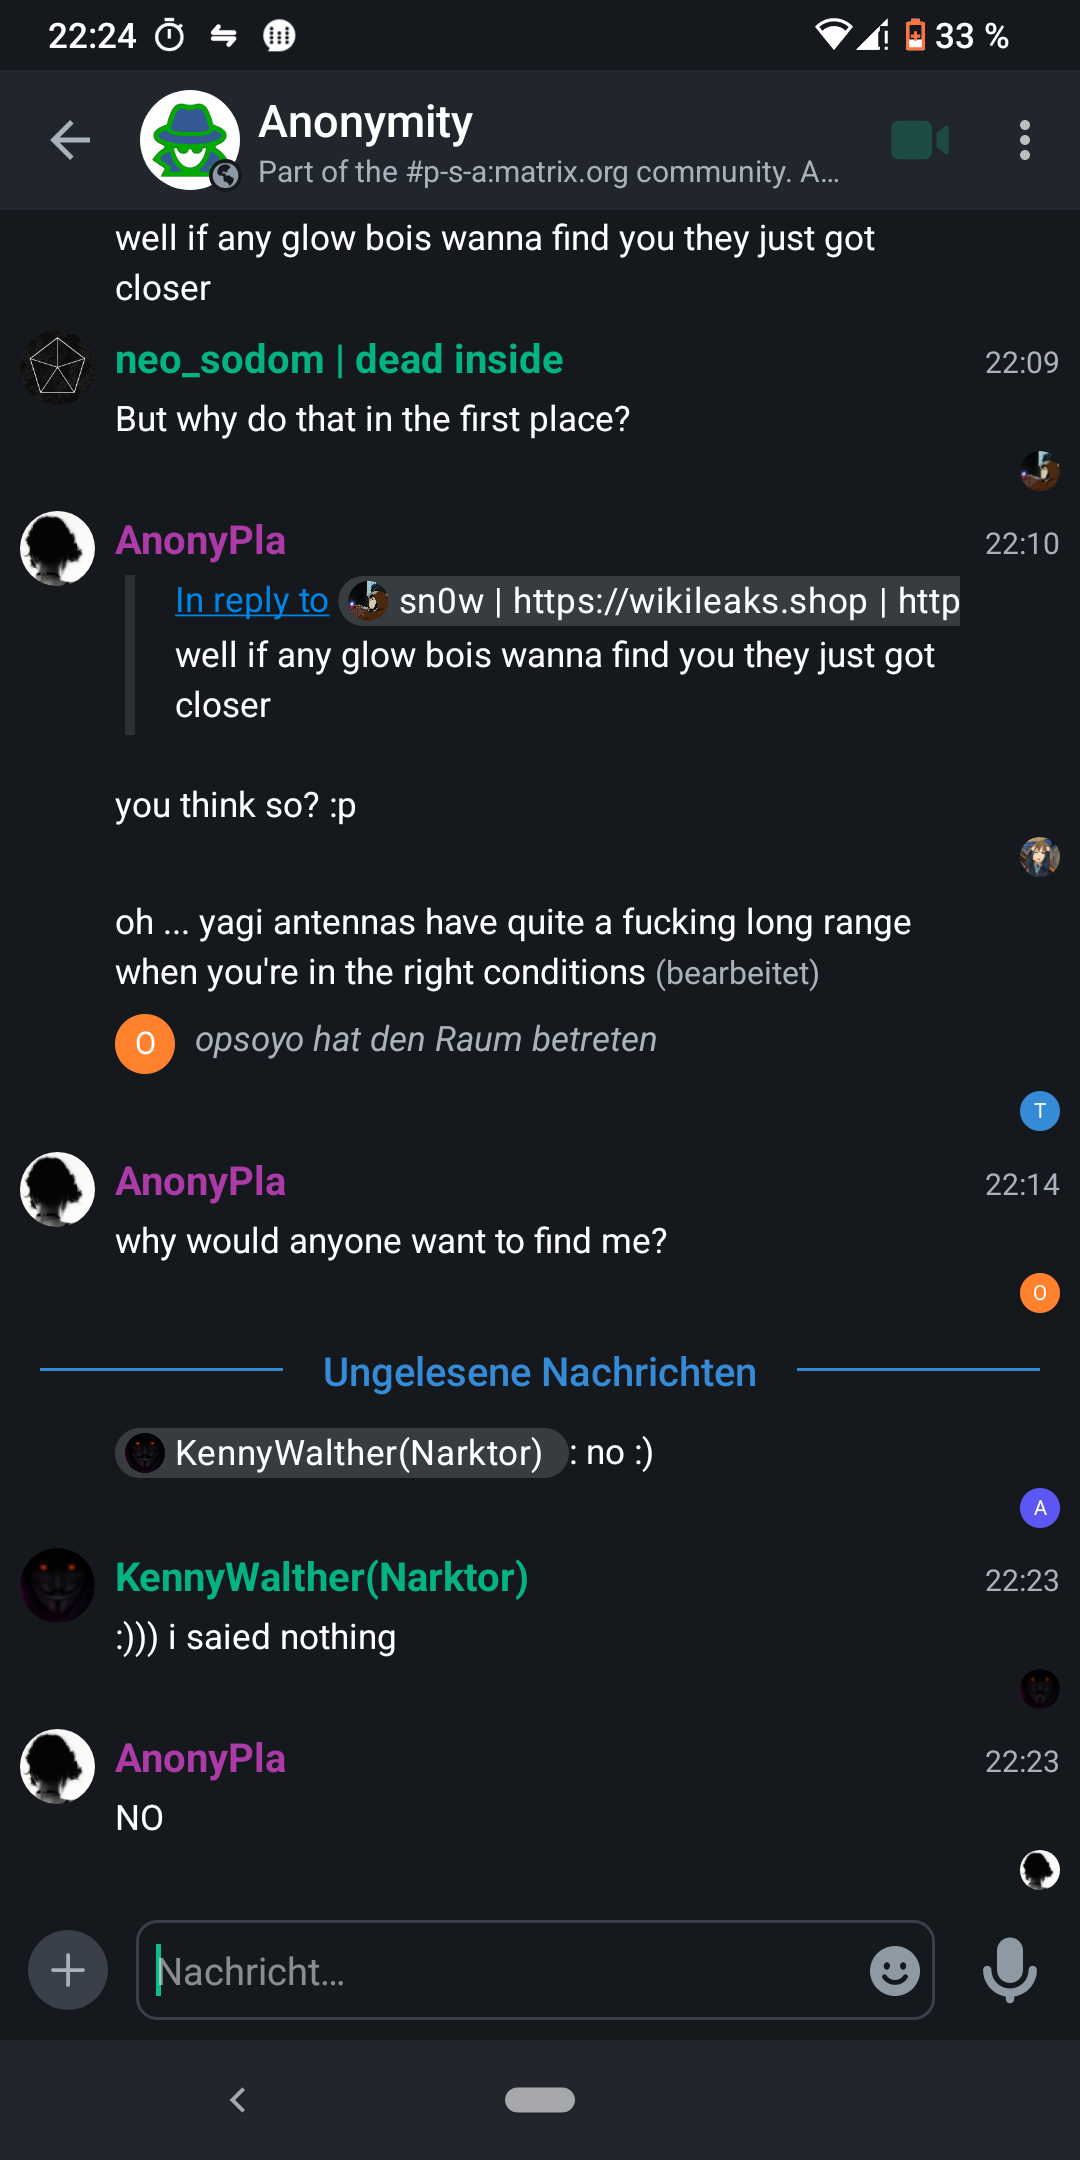 22:24 33 %
Anonymity
Part of the #p-s-a:matrix.org community. A...
well if any glow bois wanna find you they just got
closer
neo_sodom | dead inside 22:09
But why do that in the first place?
AnonyPla 22:10
In reply to sn0w | https://wikileaks.shop | http
well if any glow bois wanna find you they just got
closer
you think so? :p
oh ... yagi antennas have quite a fucking long range
when you're in the right conditions (bearbeitet)
O opsoyo hat den Raum betreten
T
AnonyPla 22:14
why would anyone want to find me?
O
Ungelesene Nachrichten
KennyWalther(Narktor) : no :)
A
KennyWalther(Narktor) 22:23
:))) i saied nothing
AnonyPla 22:23
NO
Nachricht...